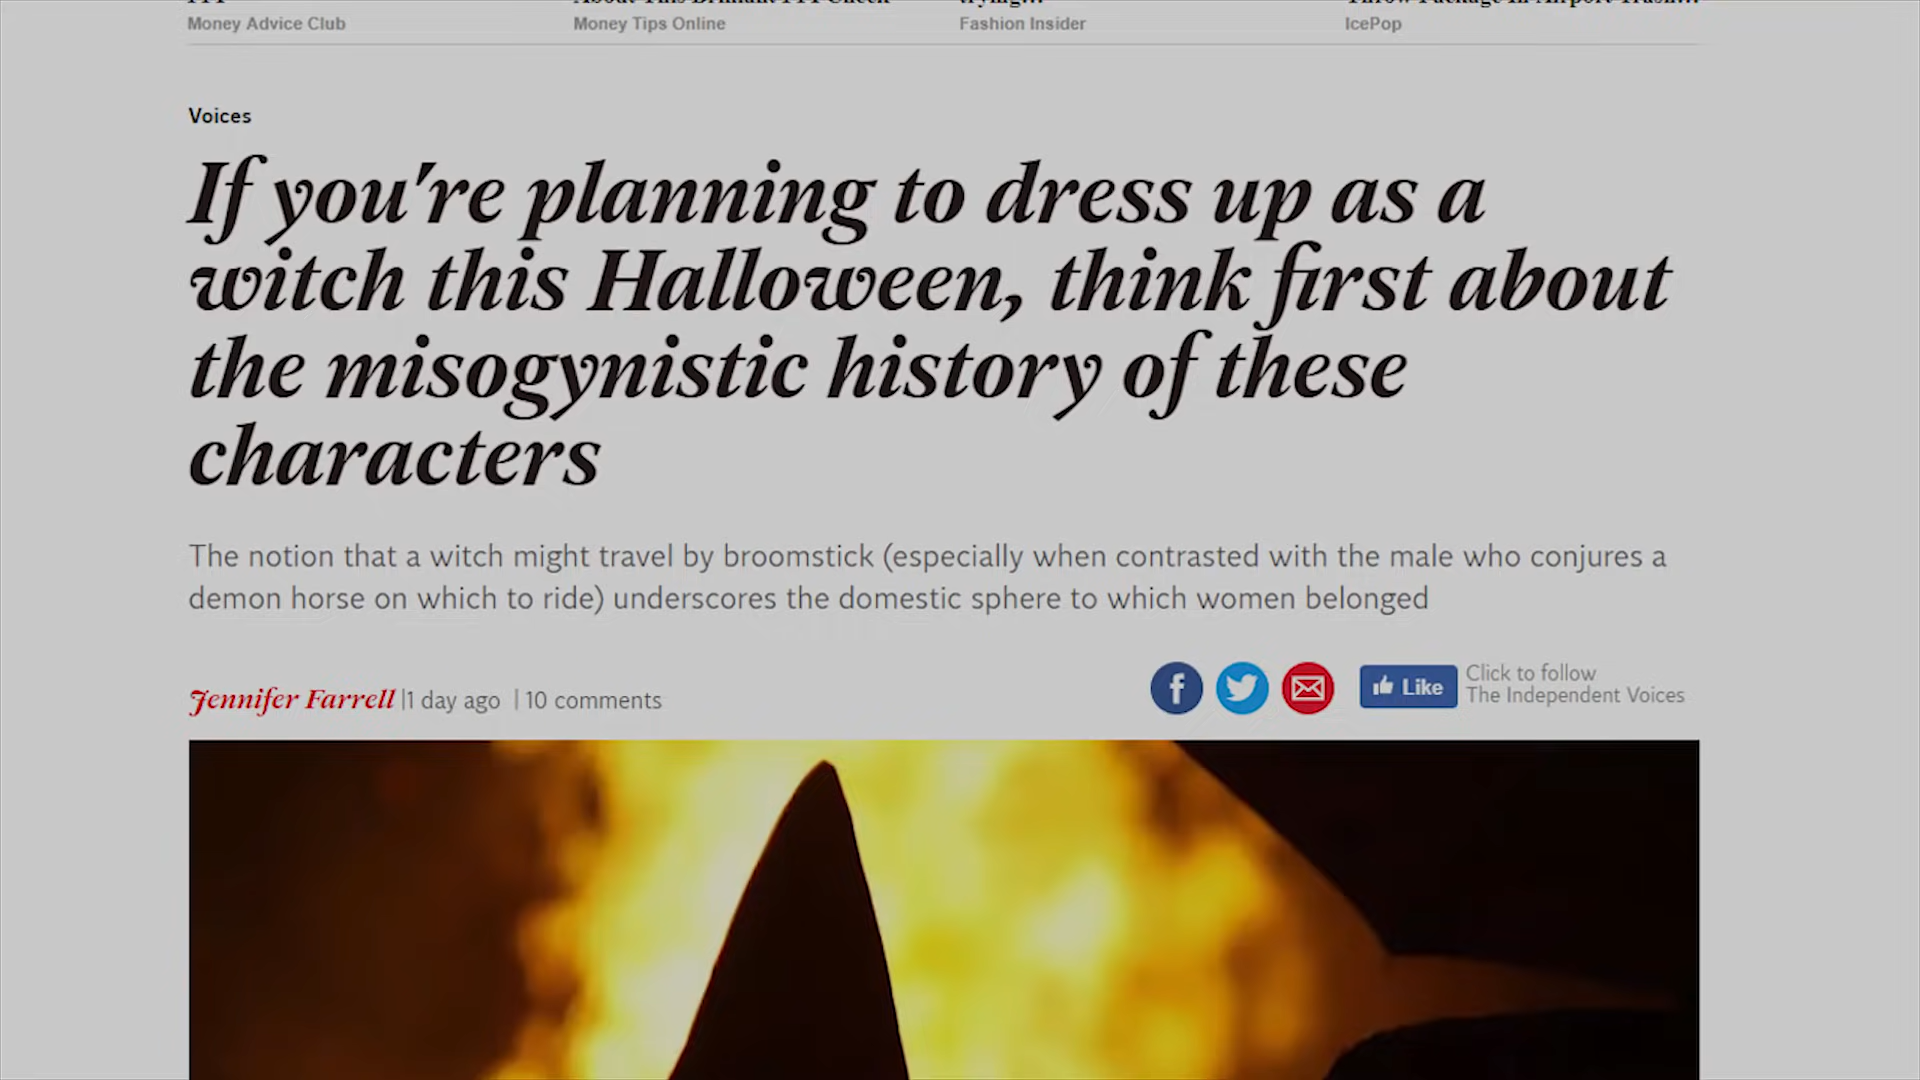 Money Advice Club
Money Tips Online
Fashion Insider
IcePop
Voices
If you're planning to dress up as a
witch this Halloween, think first about
the misogynistic history of these
characters
The notion that a witch might travel by broomstick (especially when contrasted with the male who conjures a
demon horse on which to ride) underscores the domestic sphere to which women belonged
Jennifer Farrell |1 day ago | 10 comments
Like
Click to follow
The Independent Voices